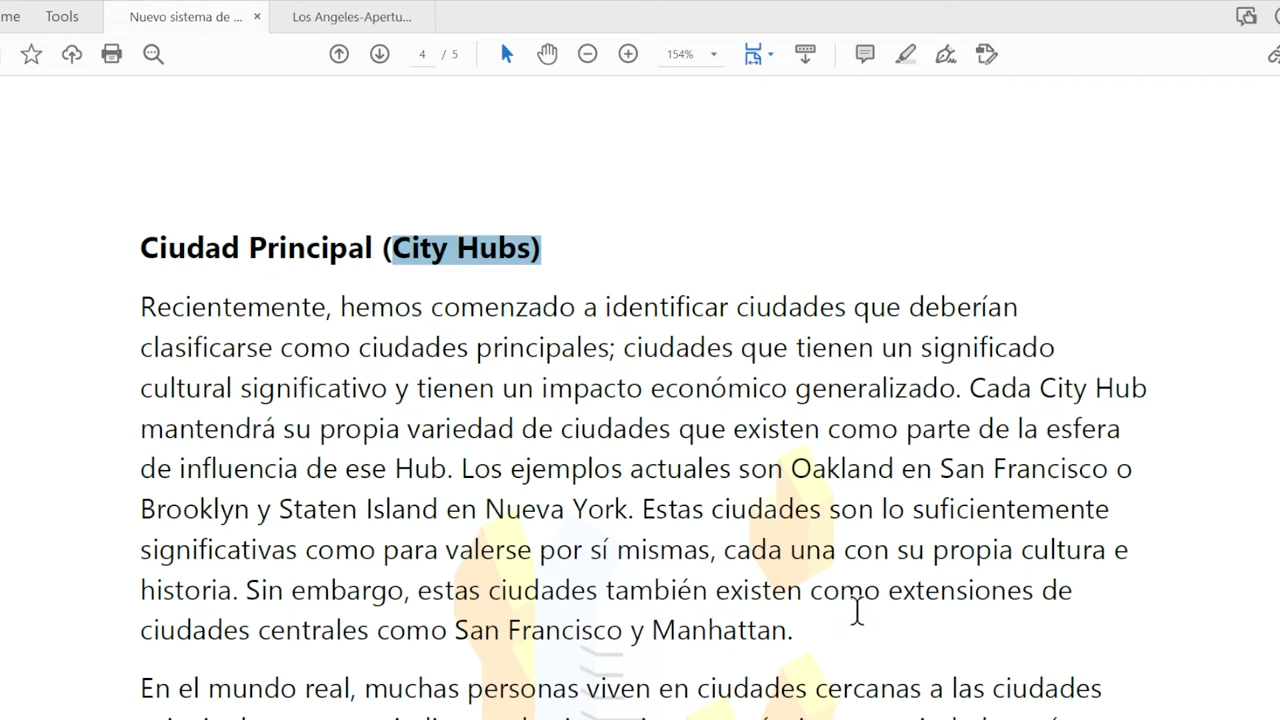 me Tools Nuevo sistema de ... × Los Angeles-Apertu...
4 / 5 154%
Ciudad Principal (City Hubs)
Recientemente, hemos comenzado a identificar ciudades que deberían
clasificarse como ciudades principales; ciudades que tienen un significado
cultural significativo y tienen un impacto económico generalizado. Cada City Hub
mantendrá su propia variedad de ciudades que existen como parte de la esfera
de influencia de ese Hub. Los ejemplos actuales son Oakland en San Francisco o
Brooklyn y Staten Island en Nueva York. Estas ciudades son lo suficientemente
significativas como para valerse por sí mismas, cada una con su propia cultura e
historia. Sin embargo, estas ciudades también existen como extensiones de
ciudades centrales como San Francisco y Manhattan.
En el mundo real, muchas personas viven en ciudades cercanas a las ciudades